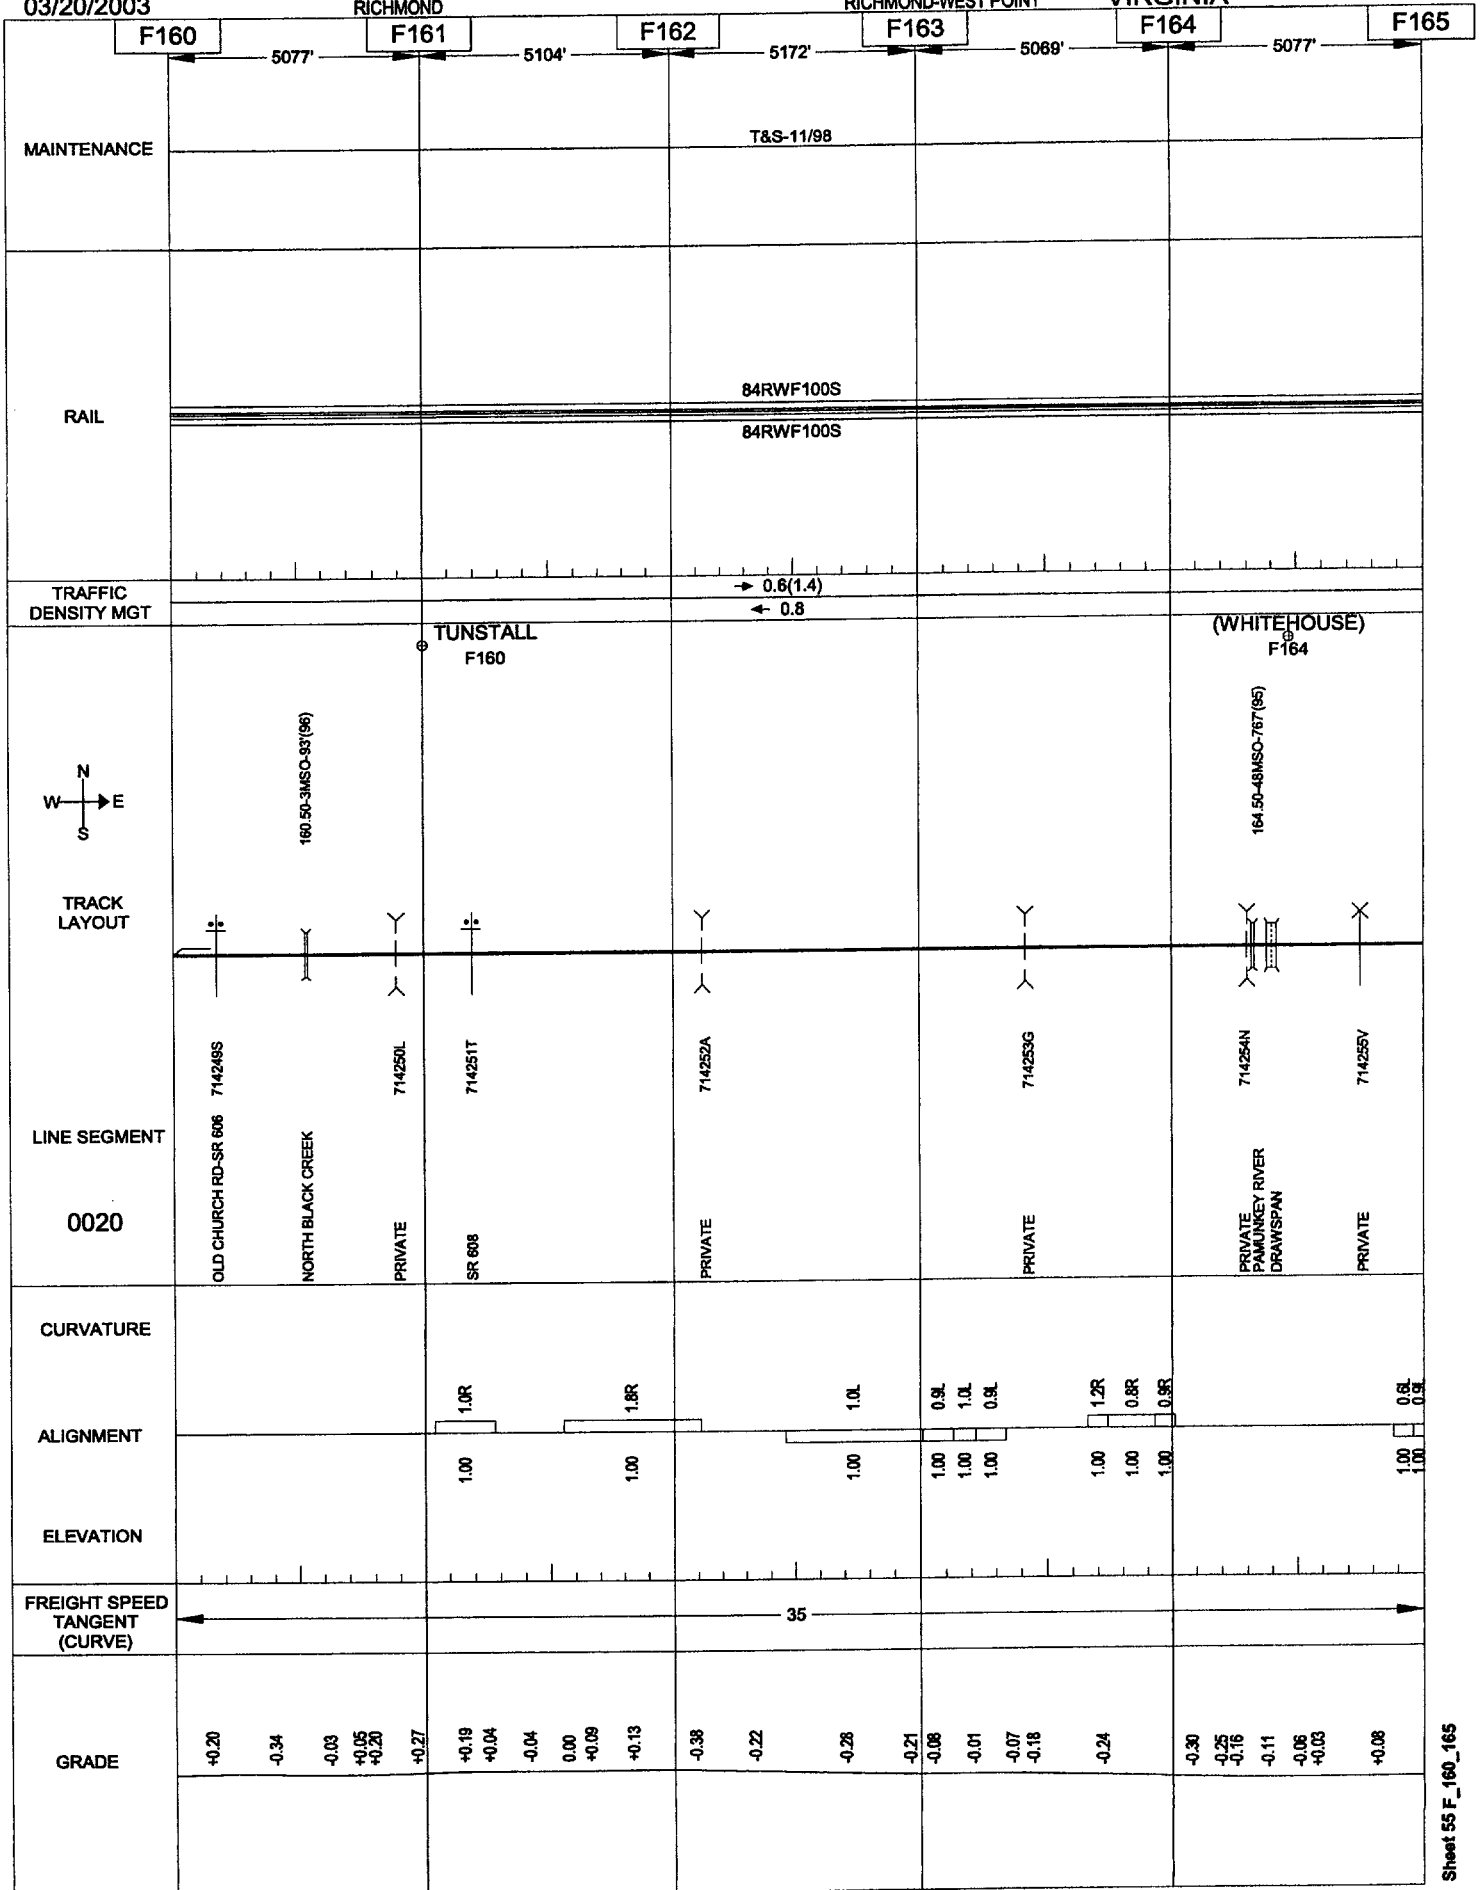 03/20/2003
RICHMOND
RICHMOND-WEST POINT
VIRGINIA
F160
F161
F162
F163
F164
F165
5077'
5104'
5172'
5069'
5077'
MAINTENANCE
T&S-11/98
RAIL
84RWF100S
84RWF100S
TRAFFIC
DENSITY MGT
→ 0.6(1.4)
← 0.8
TUNSTALL
F160
(WHITEHOUSE)
F164
N
W E
S
160.50-3MSO-93'(96)
164.50-48MSO-767'(95)
TRACK
LAYOUT
714249S
714250L
714251T
714252A
714253G
714254N
714255V
LINE SEGMENT
0020
OLD CHURCH RD-SR 606
NORTH BLACK CREEK
PRIVATE
SR 608
PRIVATE
PRIVATE
PRIVATE
PAMUNKEY RIVER
DRAWSPAN
PRIVATE
CURVATURE
1.0R
1.8R
1.0L
0.9L
1.0L
0.9L
1.2R
0.8R
0.9R
0.6L
0.9L
ALIGNMENT
1.00
1.00
1.00
1.00
1.00
1.00
1.00
1.00
1.00
1.00
1.00
ELEVATION
FREIGHT SPEED
TANGENT
(CURVE)
35
GRADE
+0.20
-0.34
-0.03
+0.05
+0.20
+0.27
+0.19
+0.04
-0.04
0.00
+0.09
+0.13
-0.38
-0.22
-0.28
-0.21
-0.08
-0.01
-0.07
-0.18
-0.24
-0.30
-0.25
-0.16
-0.11
-0.06
+0.03
+0.08
Sheet 55 F_160_165